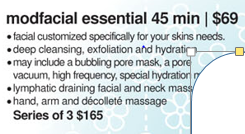 modfacial essential 45 min | $69
• facial customized specifically for your skins needs.
• deep cleansing, exfoliation and
• may include a bubbling pore mask, a pore
vacuum, high frequency, special hydration
• lymphatic draining facial and neck
• hand, arm and décolleté massage
Series of 3 $165